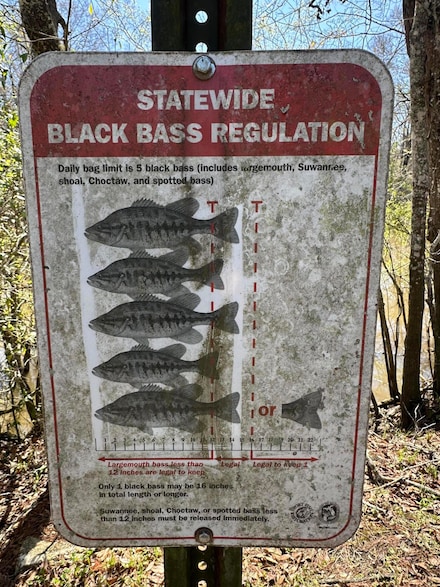 STATEWIDE
BLACK BASS REGULATION
Daily bag limit is 5 black bass (includes largemouth, Suwannee,
shoal, Choctaw, and spotted bass)
or
Largemouth bass less than
12 inches are legal to keep
Legal
Legal to keep 1
Only 1 black bass may be 16 inches
in total length or longer.
Suwannee, shoal, Choctaw, or spotted bass less
than 12 inches must be released immediately.